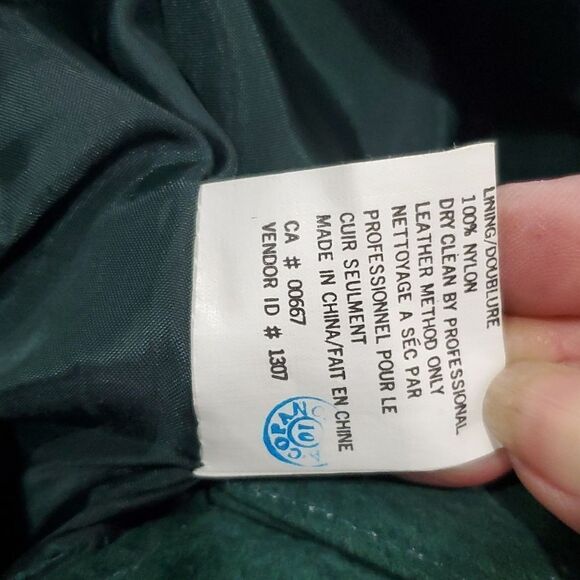 LINING/DOUBLURE
100% NYLON
DRY CLEAN BY PROFESSIONAL
LEATHER METHOD ONLY
NETTOYAGE A SÉC PAR
PROFESSIONNEL POUR LE
CUIR SEULMENT
MADE IN CHINA/FAIT EN CHINE
CA # 00667
VENDOR ID # 1307